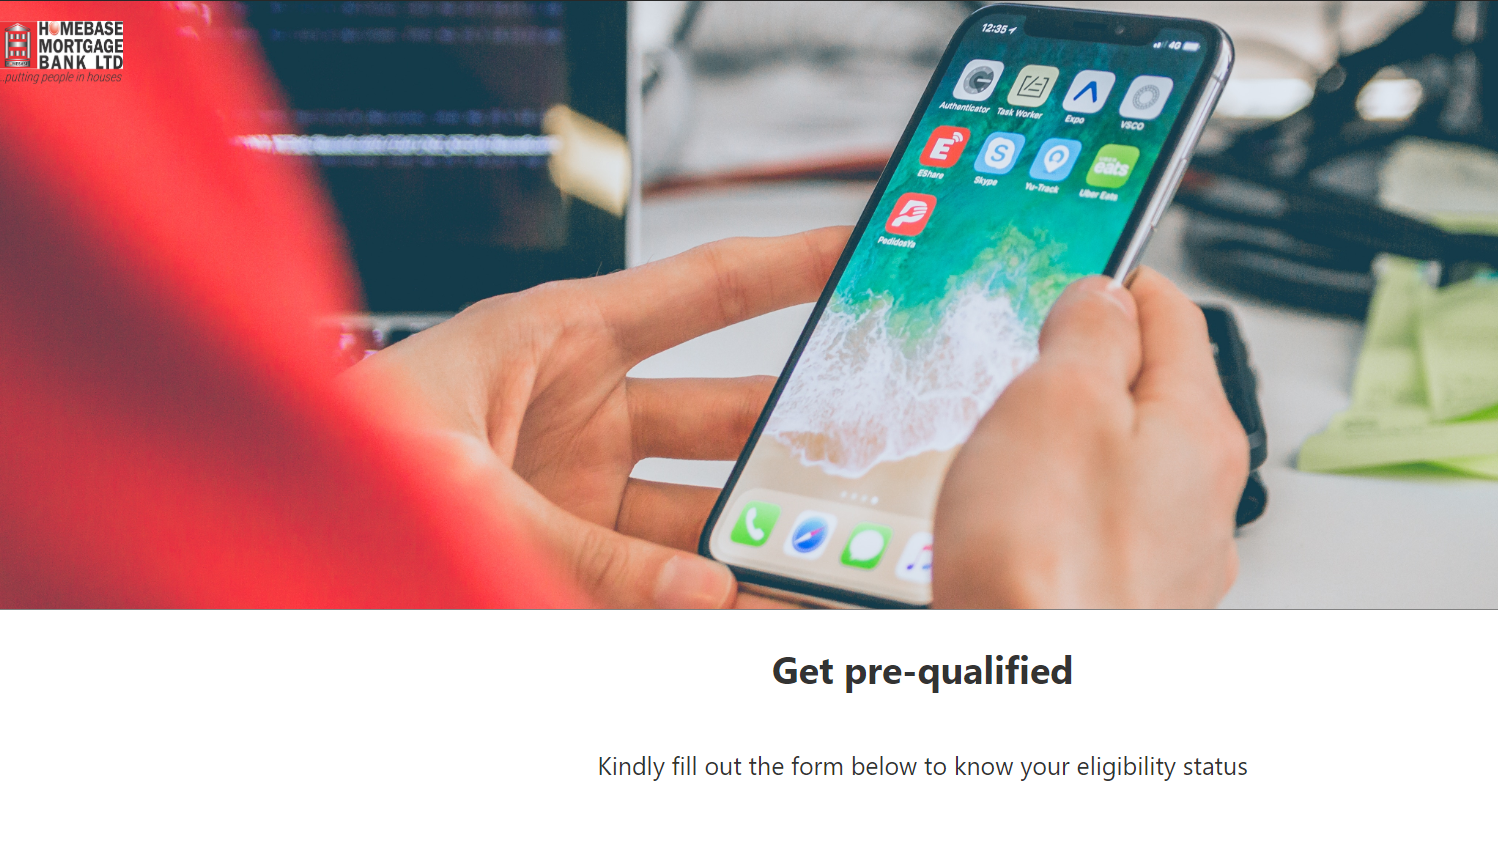 HOMEBASE
MORTGAGE
BANK LTD
...putting people in houses
12:35
4G
Authenticator
Task Worker
Expo
VSCO
EShare
Skype
Yu-Track
Uber Eats
PedidosYa
Get pre-qualified
Kindly fill out the form below to know your eligibility status